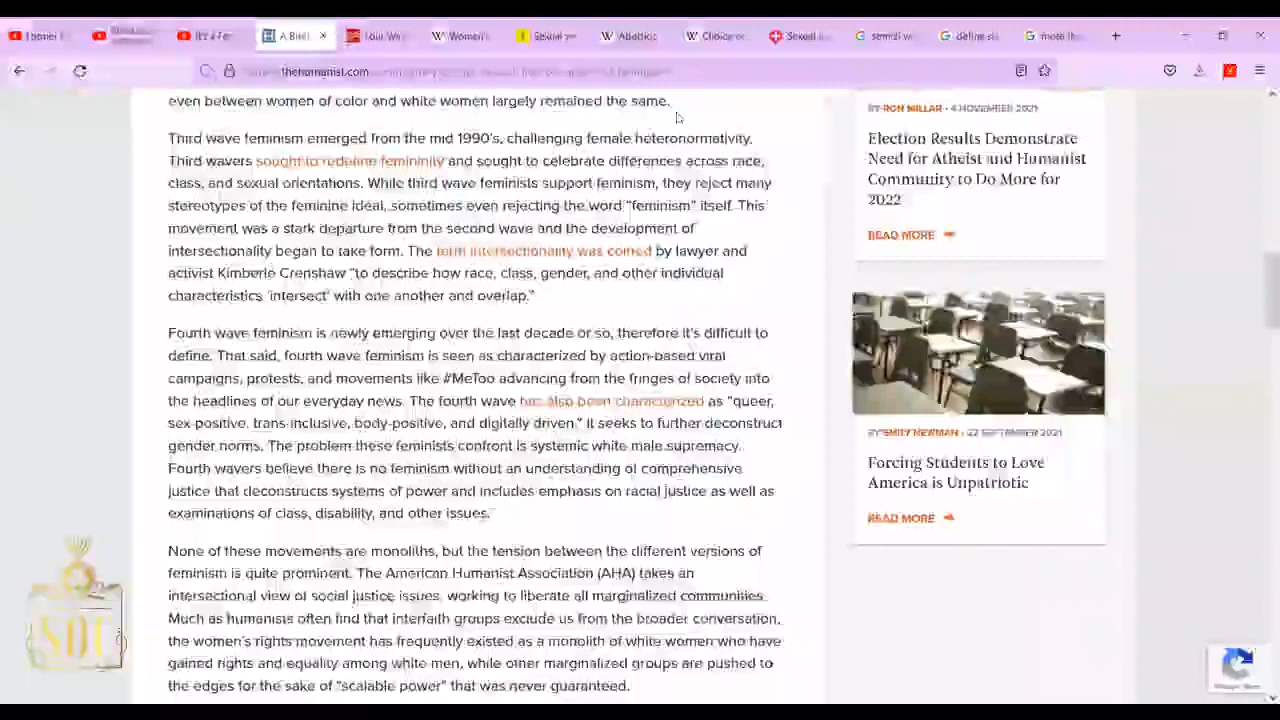 A Brief
Women's
Sexual
Choice
define
thehumanist.com
even between women of color and white women largely remained the same.
Third wave feminism emerged from the mid 1990's, challenging female heteronormativity.
Third wavers sought to redefine femininity and sought to celebrate differences across race,
class, and sexual orientations. While third wave feminists support feminism, they reject many
stereotypes of the feminine ideal, sometimes even rejecting the word "feminism" itself. This
movement was a stark departure from the second wave and the development of
intersectionality began to take form. The term intersectionality was coined by lawyer and
activist Kimberle Crenshaw "to describe how race, class, gender, and other individual
characteristics 'intersect' with one another and overlap."
Fourth wave feminism is newly emerging over the last decade or so, therefore it's difficult to
define. That said, fourth wave feminism is seen as characterized by action-based viral
campaigns, protests, and movements like #MeToo advancing from the fringes of society into
the headlines of our everyday news. The fourth wave has also been characterized as "queer,
sex-positive, trans-inclusive, body-positive, and digitally driven." It seeks to further deconstruct
gender norms. The problem these feminists confront is systemic white male supremacy.
Fourth wavers believe there is no feminism without an understanding of comprehensive
justice that deconstructs systems of power and includes emphasis on racial justice as well as
examinations of class, disability, and other issues.
None of these movements are monoliths, but the tension between the different versions of
feminism is quite prominent. The American Humanist Association (AHA) takes an
intersectional view of social justice issues, working to liberate all marginalized communities.
Much as humanists often find that interfaith groups exclude us from the broader conversation,
the women's rights movement has frequently existed as a monolith of white women who have
gained rights and equality among white men, while other marginalized groups are pushed to
the edges for the sake of "scalable power" that was never guaranteed.
BY RON MILLAR • 4 NOVEMBER 2021
Election Results Demonstrate
Need for Atheist and Humanist
Community to Do More for
2022
READ MORE
BY EMILY NEWMAN • 22 SEPTEMBER 2021
Forcing Students to Love
America is Unpatriotic
READ MORE